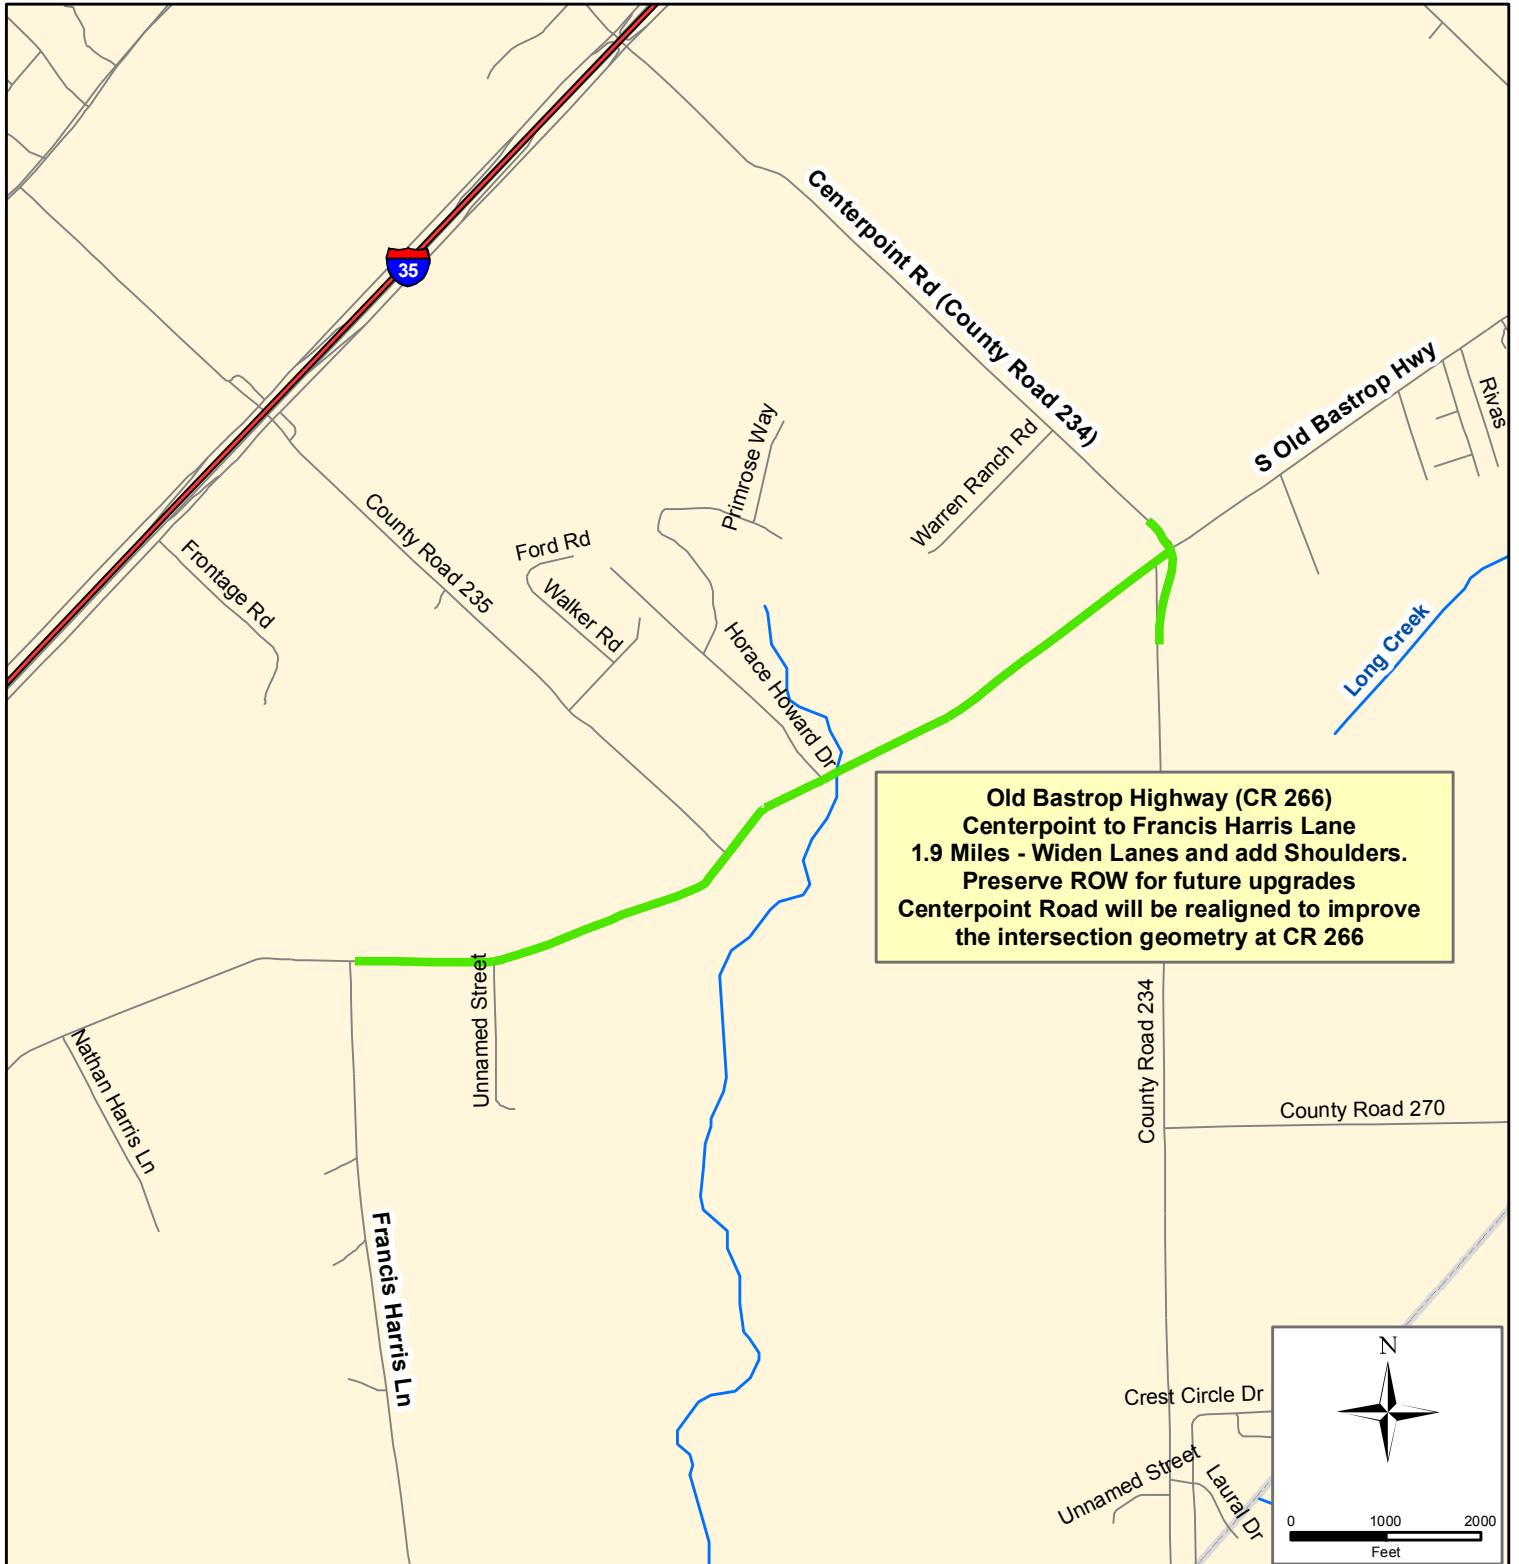 35
Centerpoint Rd (County Road 234)
S Old Bastrop Hwy
Rivas
Primrose Way
Warren Ranch Rd
County Road 235
Ford Rd
Walker Rd
Frontage Rd
Horace Howard Dr
Long Creek
Old Bastrop Highway (CR 266)
Centerpoint to Francis Harris Lane
1.9 Miles - Widen Lanes and add Shoulders.
Preserve ROW for future upgrades
Centerpoint Road will be realigned to improve
the intersection geometry at CR 266
Unnamed Street
County Road 234
Nathan Harris Ln
County Road 270
Francis Harris Ln
N
Crest Circle Dr
Unnamed Street
Laural Dr
0 1000 2000
Feet